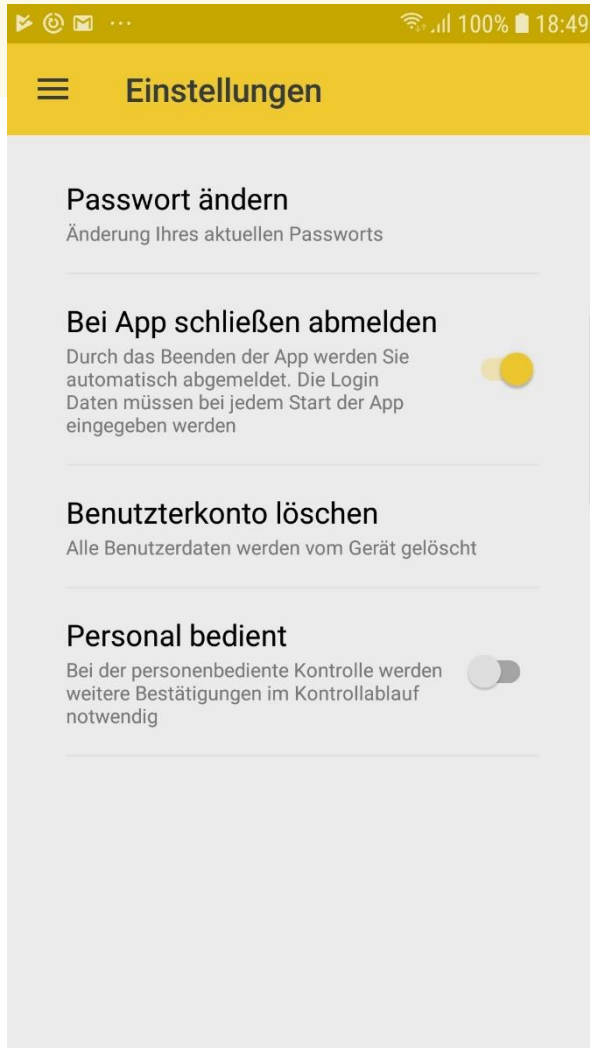 100% 18:49
Einstellungen
Passwort ändern
Änderung Ihres aktuellen Passworts
Bei App schließen abmelden
Durch das Beenden der App werden Sie
automatisch abgemeldet. Die Login
Daten müssen bei jedem Start der App
eingegeben werden
Benutzterkonto löschen
Alle Benutzerdaten werden vom Gerät gelöscht
Personal bedient
Bei der personenbediente Kontrolle werden
weitere Bestätigungen im Kontrollablauf
notwendig